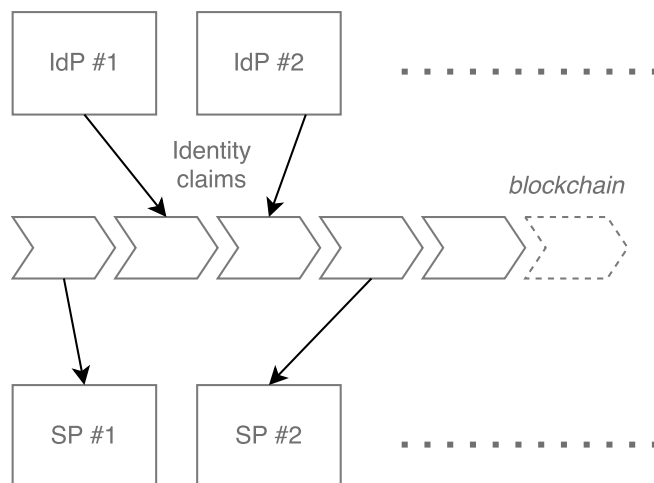 IdP #1
IdP #2
Identity
claims
blockchain
SP #1
SP #2